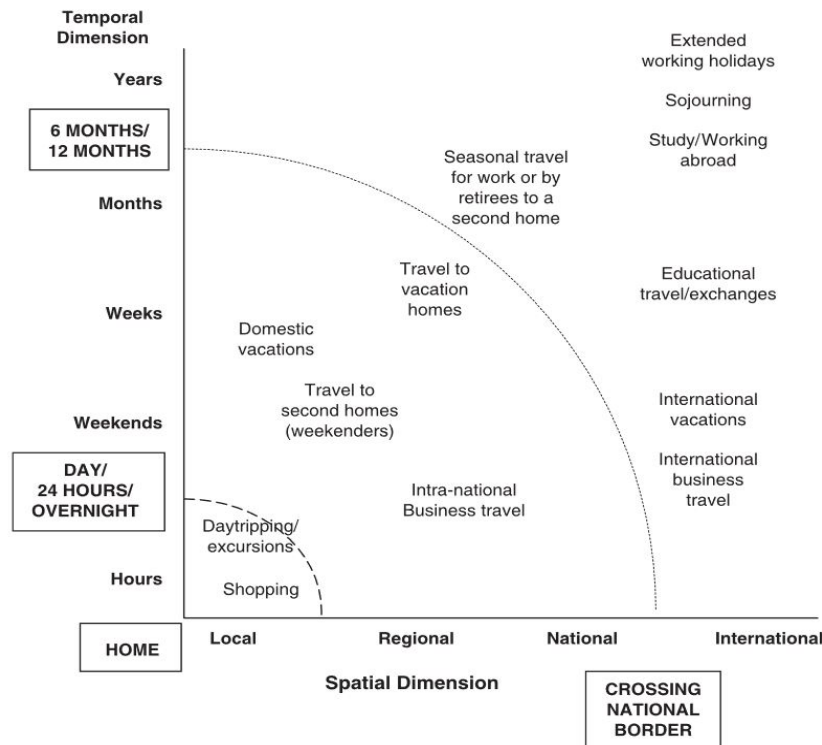 Temporal
Dimension
Years
6 MONTHS/
12 MONTHS
Months
Weeks
Weekends
DAY/
24 HOURS/
OVERNIGHT
Hours
HOME
Extended
working holidays
Sojourning
Study/Working
abroad
Seasonal travel
for work or by
retirees to a
second home
Travel to
vacation
homes
Educational
travel/exchanges
Domestic
vacations
Travel to
second homes
(weekenders)
International
vacations
International
business
travel
Intra-national
Business travel
Daytripping/
excursions
Shopping
Local
Regional
National
International
Spatial Dimension
CROSSING
NATIONAL
BORDER